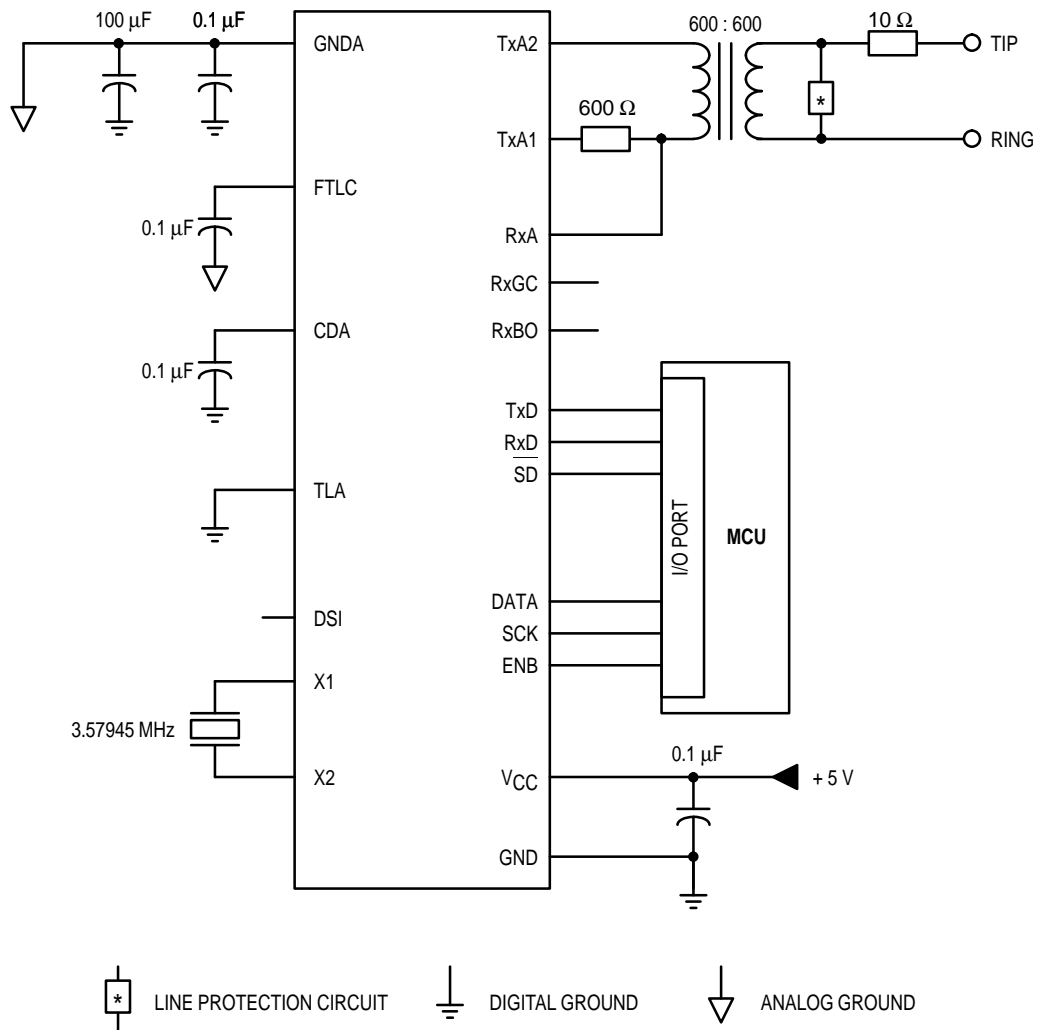 100 μF
0.1 μF
GNDA
TxA2
600 : 600
10 Ω
TIP
600 Ω
TxA1
RING
FTLC
0.1 μF
RxA
RxGC
CDA
RxBO
0.1 μF
TxD
RxD
SD
TLA
I/O PORT
MCU
DATA
DSI
SCK
ENB
X1
3.57945 MHz
0.1 μF
X2
VCC
+ 5 V
GND
*
*
LINE PROTECTION CIRCUIT
DIGITAL GROUND
ANALOG GROUND